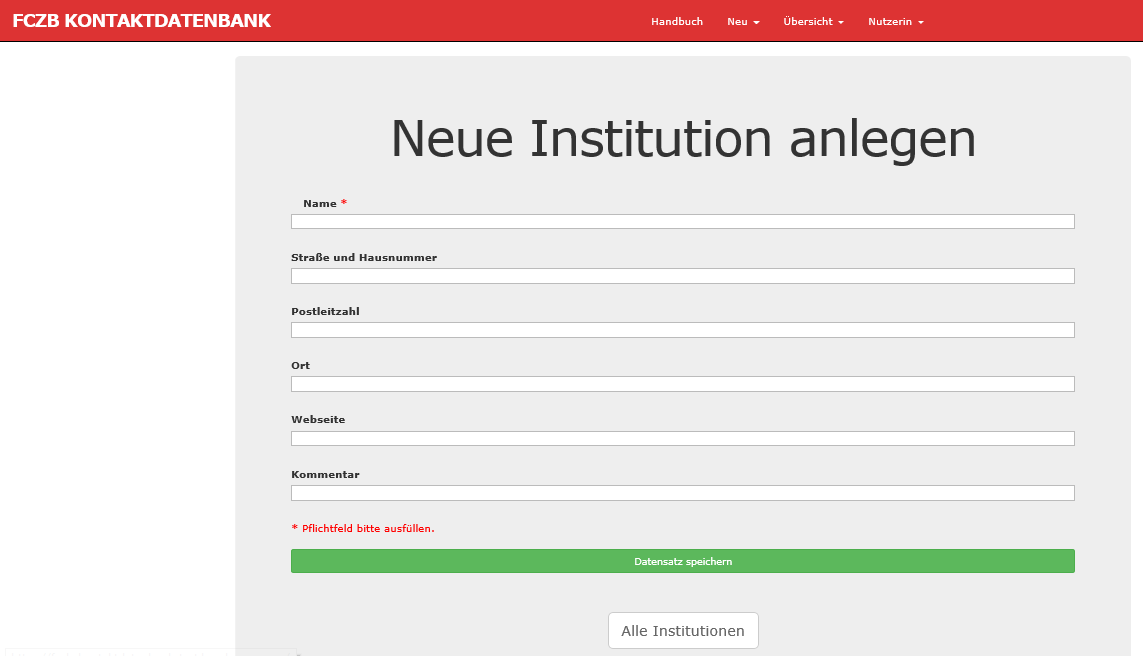 FCZB KONTAKTDATENBANK
Handbuch Neu Übersicht Nutzerin
Neue Institution anlegen
Name *
Straße und Hausnummer
Postleitzahl
Ort
Webseite
Kommentar
* Pflichtfeld bitte ausfüllen.
Datensatz speichern
Alle Institutionen